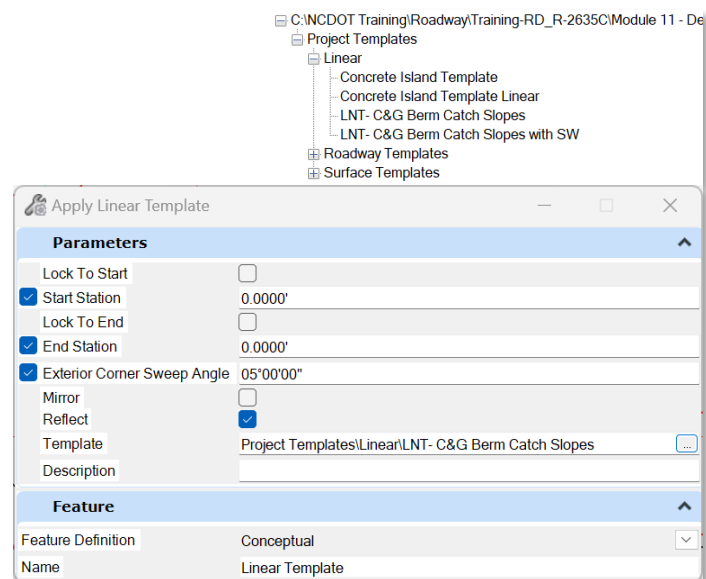 C:\NCDOT Training\Roadway\Training-RD_R-2635C\Module 11 - De
Project Templates
Linear
Concrete Island Template
Concrete Island Template Linear
LNT- C&G Berm Catch Slopes
LNT- C&G Berm Catch Slopes with SW
Roadway Templates
Surface Templates
Apply Linear Template
Parameters
Lock To Start
Start Station 0.0000'
Lock To End
End Station 0.0000'
Exterior Corner Sweep Angle 05°00'00"
Mirror
Reflect
Template Project Templates\Linear\LNT- C&G Berm Catch Slopes ...
Description
Feature
Feature Definition Conceptual
Name Linear Template